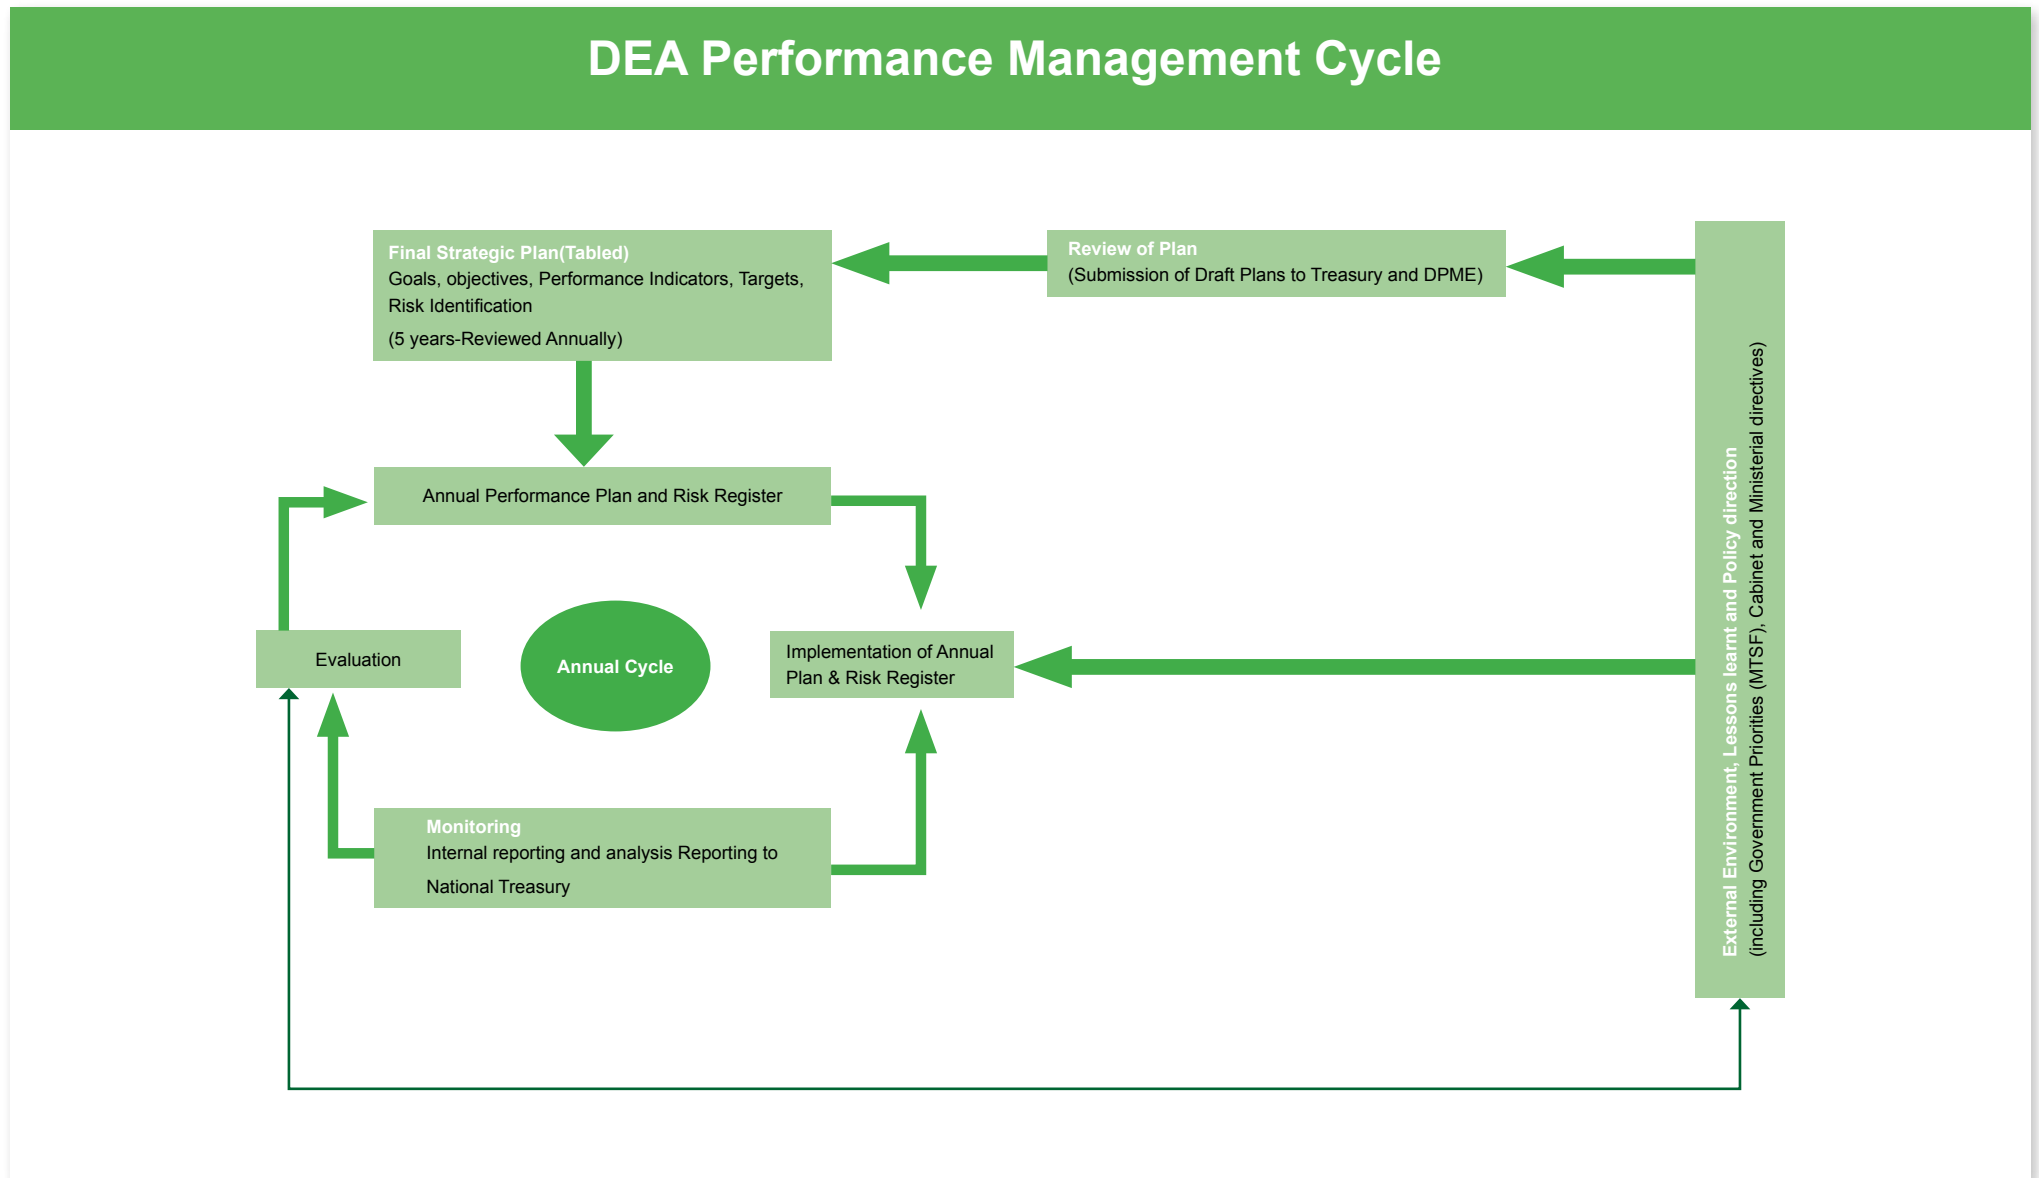 DEA Performance Management Cycle
Final Strategic Plan(Tabled)
Goals, objectives, Performance Indicators, Targets,
Risk Identification
(5 years-Reviewed Annually)
Review of Plan
(Submission of Draft Plans to Treasury and DPME)
External Environment, Lessons learnt and Policy direction
(including Government Priorities (MTSF), Cabinet and Ministerial directives)
Annual Performance Plan and Risk Register
Evaluation
Annual Cycle
Implementation of Annual
Plan & Risk Register
Monitoring
Internal reporting and analysis Reporting to
National Treasury